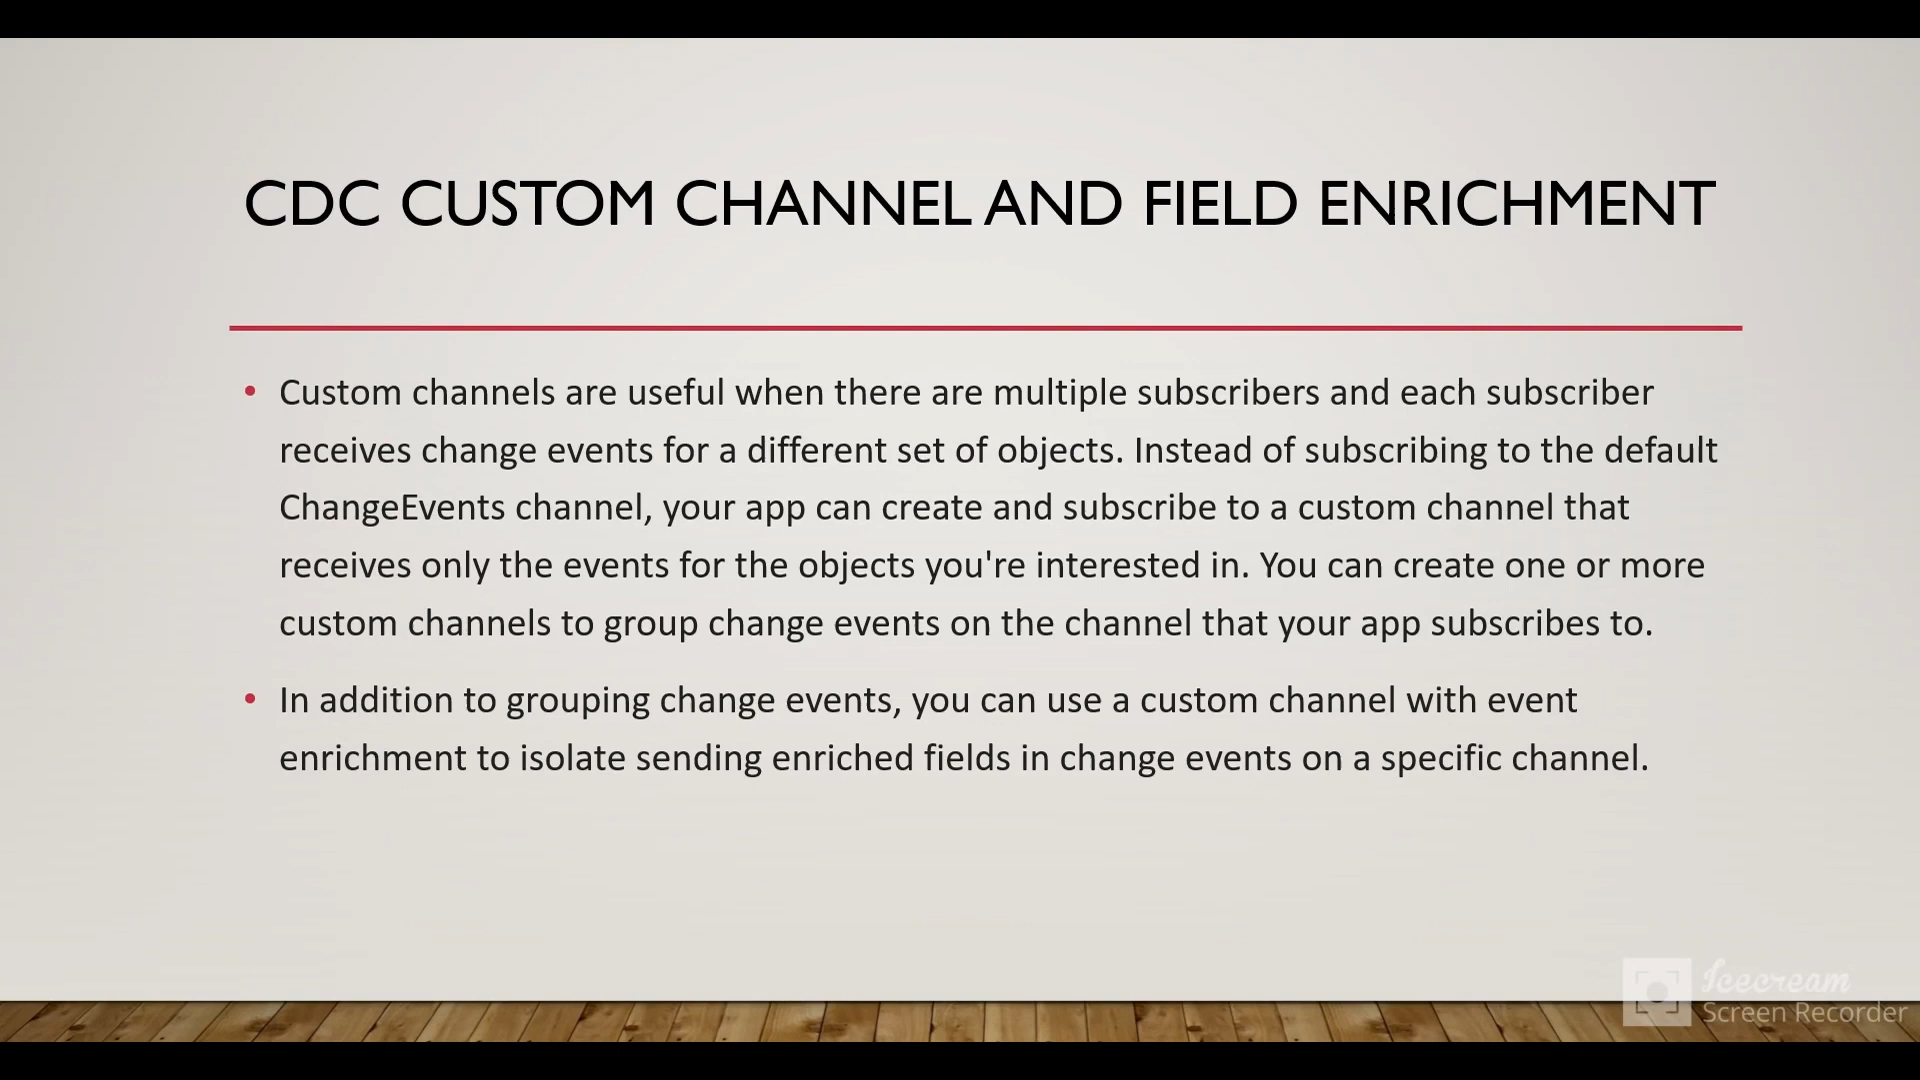 CDC CUSTOM CHANNEL AND FIELD ENRICHMENT
• Custom channels are useful when there are multiple subscribers and each subscriber
receives change events for a different set of objects. Instead of subscribing to the default
ChangeEvents channel, your app can create and subscribe to a custom channel that
receives only the events for the objects you're interested in. You can create one or more
custom channels to group change events on the channel that your app subscribes to.
• In addition to grouping change events, you can use a custom channel with event
enrichment to isolate sending enriched fields in change events on a specific channel.
Icecream
Screen Recorder